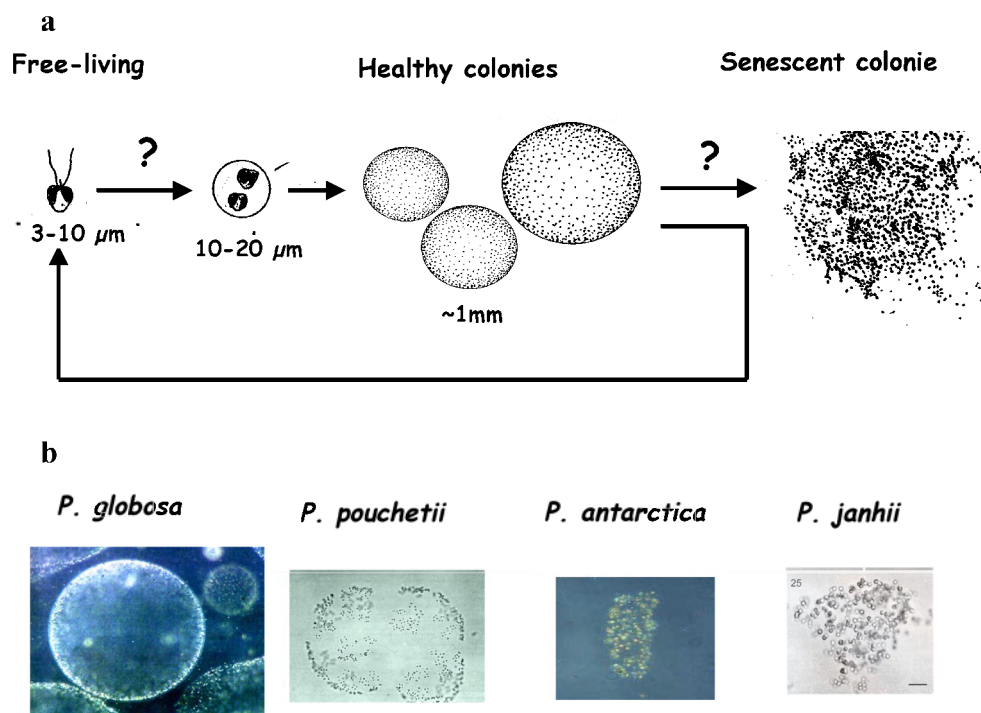 a
Free-living
Healthy colonies
Senescent colonie
?
?
3-10 µm
10-20 µm
~1mm
b
P. globosa
P. pouchetii
P. antarctica
P. janhii
25